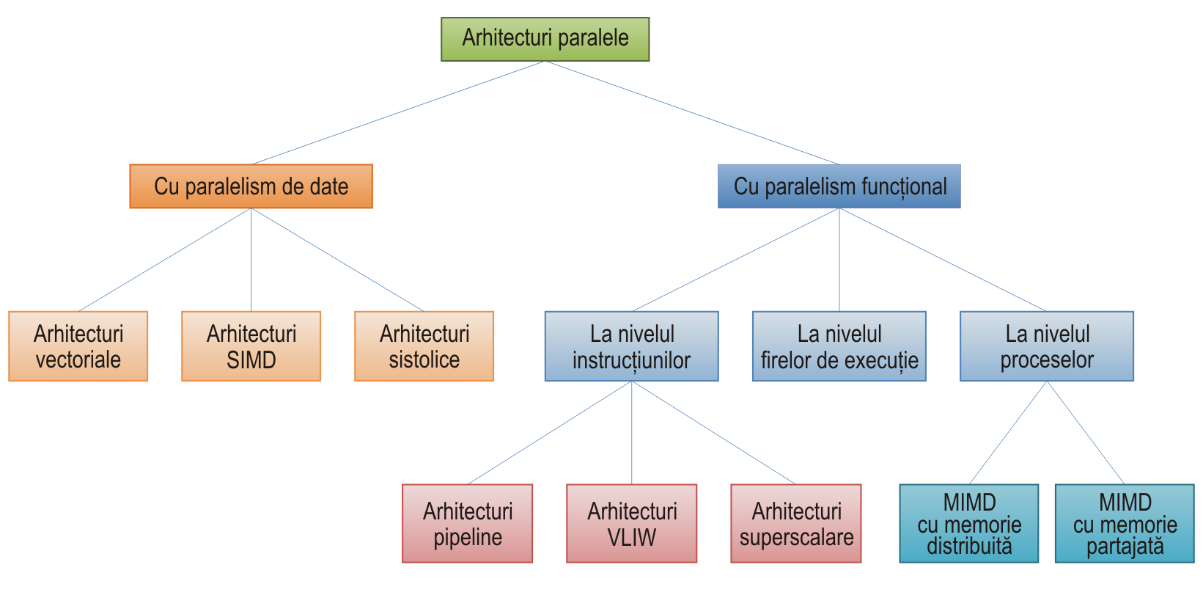 Arhitecturi paralele
Cu paralelism de date
Cu paralelism funcțional
Arhitecturi
vectoriale
Arhitecturi
SIMD
Arhitecturi
sistolice
La nivelul
instrucțiunilor
La nivelul
firelor de execuție
La nivelul
proceselor
Arhitecturi
pipeline
Arhitecturi
VLIW
Arhitecturi
superscalare
MIMD
cu memorie
distribuită
MIMD
cu memorie
partajată